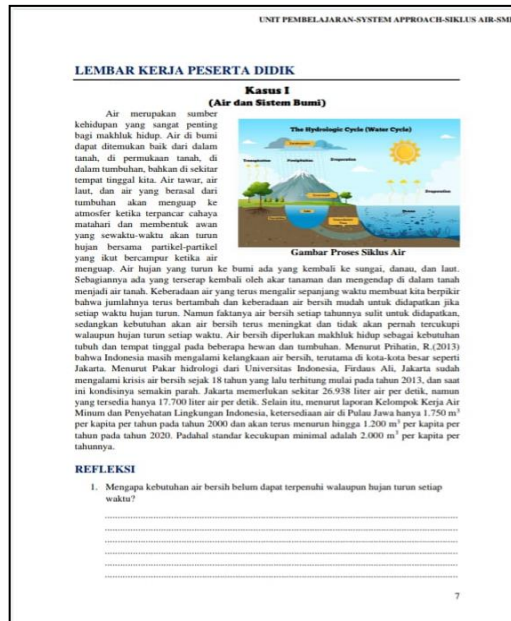 UNIT PEMBELAJARAN-SYSTEM APPROACH-SIKLUS AIR-SM
LEMBAR KERJA PESERTA DIDIK
Kasus I
(Air dan Sistem Bumi)
Air merupakan sumber
kehidupan yang sangat penting
bagi makhluk hidup. Air di bumi
dapat ditemukan baik dari dalam
tanah, di permukaan tanah, di
dalam tumbuhan, bahkan di sekitar
tempat tinggal kita. Air tawar, air
laut, dan air yang berasal dari
tumbuhan akan menguap ke
atmosfer ketika terpancar cahaya
matahari dan membentuk awan
yang sewaktu-waktu akan turun
hujan bersama partikel-partikel
yang ikut bercampur ketika air
The Hydrologic Cycle (Water Cycle)
Condensation
Transpiration
Precipitation
Evaporation
Evaporation
Gambar Proses Siklus Air
menguap. Air hujan yang turun ke bumi ada yang kembali ke sungai, danau, dan laut.
Sebagiannya ada yang terserap kembali oleh akar tanaman dan mengendap di dalam tanah
menjadi air tanah. Keberadaan air yang terus mengalir sepanjang waktu membuat kita berpikir
bahwa jumlahnya terus bertambah dan keberadaan air bersih mudah untuk didapatkan jika
setiap waktu hujan turun. Namun faktanya air bersih setiap tahunnya sulit untuk didapatkan,
sedangkan kebutuhan akan air bersih terus meningkat dan tidak akan pernah tercukupi
walaupun hujan turun setiap waktu. Air bersih diperlukan makhluk hidup sebagai kebutuhan
tubuh dan tempat tinggal pada beberapa hewan dan tumbuhan. Menurut Prihatin, R.(2013)
bahwa Indonesia masih mengalami kelangkaan air bersih, terutama di kota-kota besar seperti
Jakarta. Menurut Pakar hidrologi dari Universitas Indonesia, Firdaus Ali, Jakarta sudah
mengalami krisis air bersih sejak 18 tahun yang lalu terhitung mulai pada tahun 2013, dan saat
ini kondisinya semakin parah. Jakarta memerlukan sekitar 26.938 liter air per detik, namun
yang tersedia hanya 17.700 liter air per detik. Selain itu, menurut laporan Kelompok Kerja Air
Minum dan Penyehatan Lingkungan Indonesia, ketersediaan air di Pulau Jawa hanya 1.750 m³
per kapita per tahun pada tahun 2000 dan akan terus menurun hingga 1.200 m³ per kapita per
tahun pada tahun 2020. Padahal standar kecukupan minimal adalah 2.000 m³ per kapita per
tahunnya.
REFLEKSI
1. Mengapa kebutuhan air bersih belum dapat terpenuhi walaupun hujan turun setiap
waktu?
7